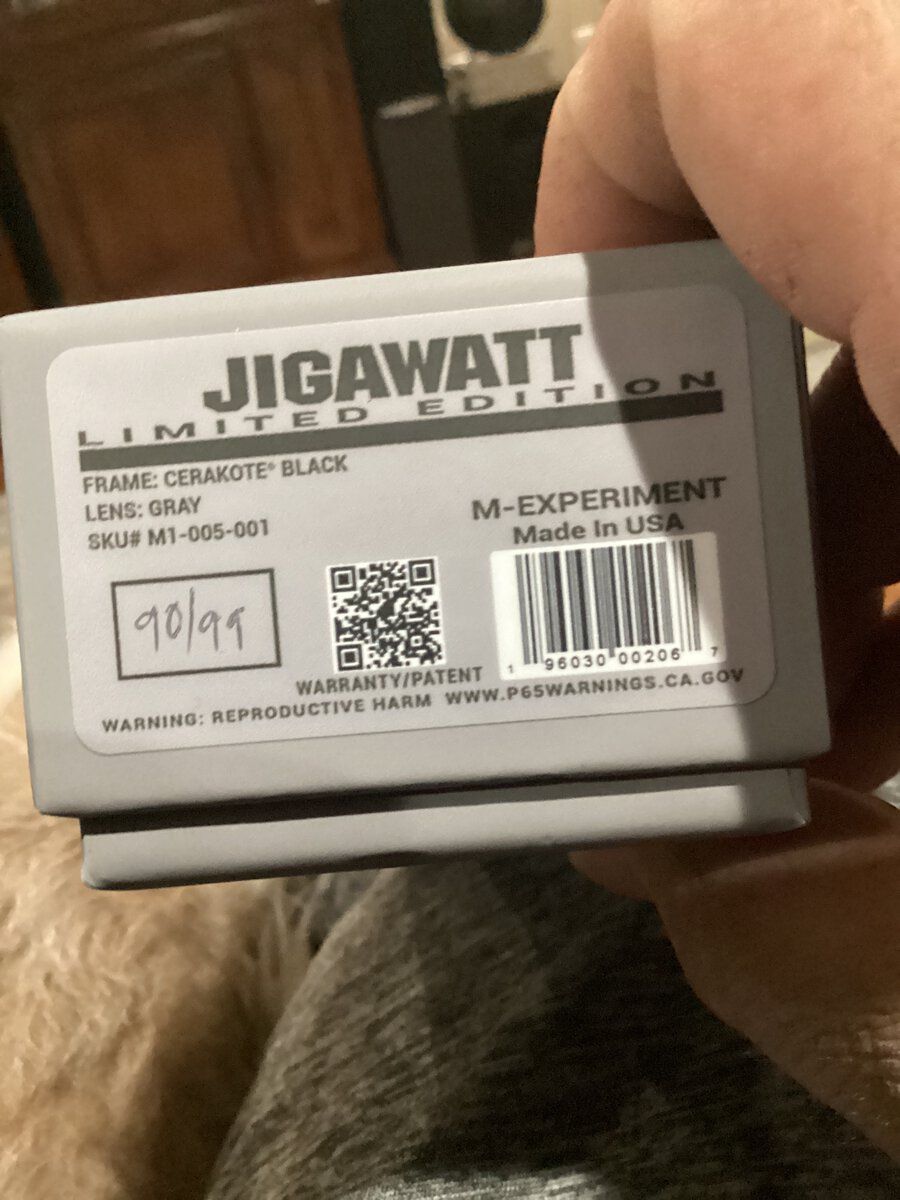 JIGAWATT
LIMITED EDITION
FRAME: CERAKOTE® BLACK
LENS: GRAY
SKU# M1-005-001
M-EXPERIMENT
Made In USA
90/99
1 96030 00206 7
WARRANTY/PATENT
WARNING: REPRODUCTIVE HARM WWW.P65WARNINGS.CA.GOV